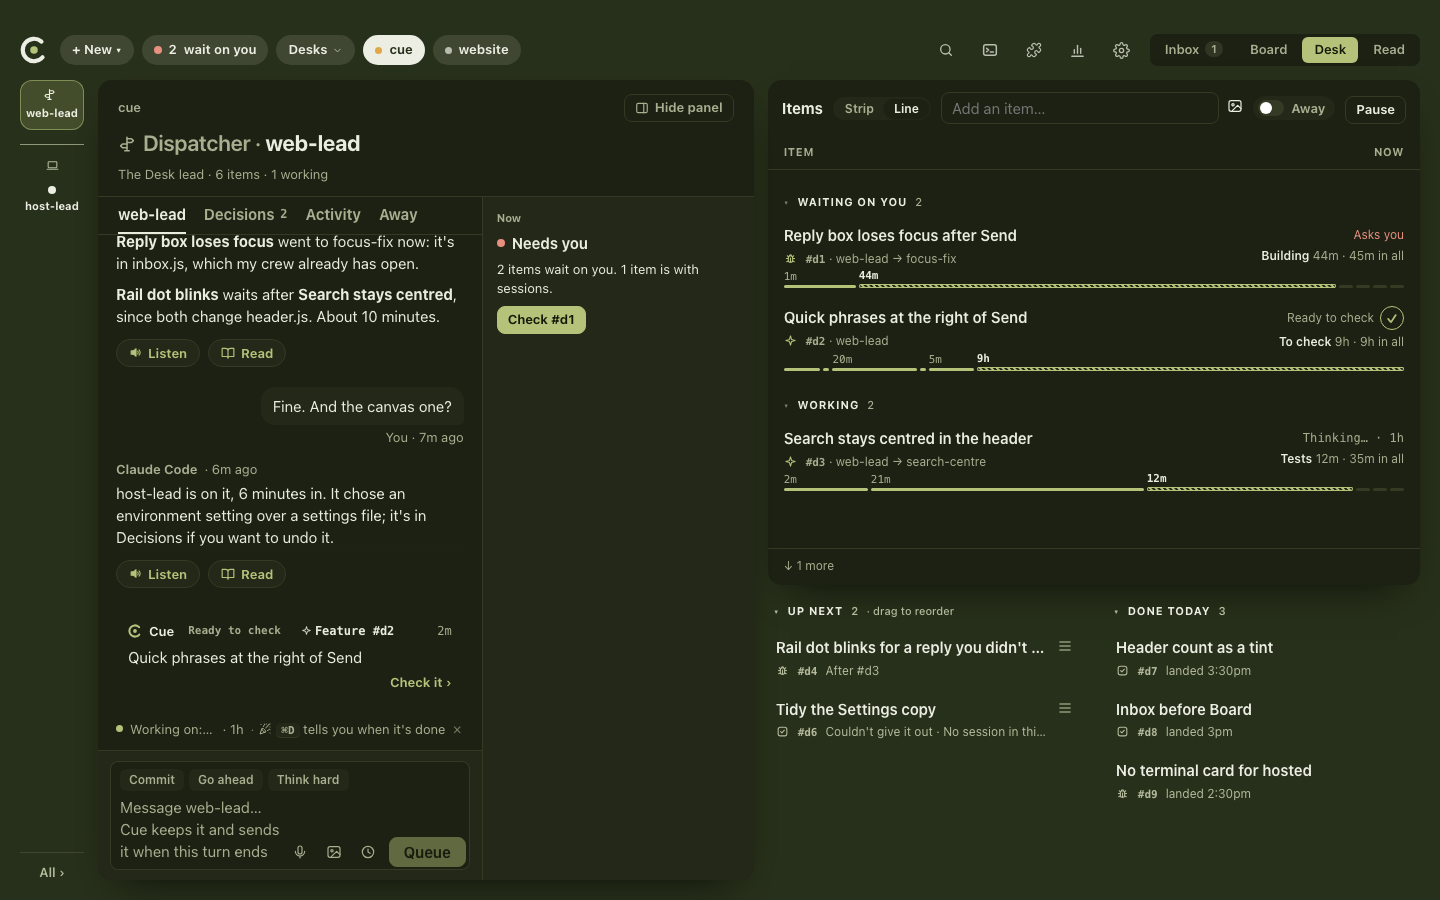 + New
2 wait on you
Desks
cue
website
Inbox 1
Board
Desk
Read
web-lead
host-lead
All ›
cue
Hide panel
Dispatcher · web-lead
The Desk lead · 6 items · 1 working
web-lead
Decisions 2
Activity
Away
Reply box loses focus went to focus-fix now: it's
in inbox.js, which my crew already has open.
Rail dot blinks waits after Search stays centred,
since both change header.js. About 10 minutes.
Listen
Read
Fine. And the canvas one?
You · 7m ago
Claude Code · 6m ago
host-lead is on it, 6 minutes in. It chose an
environment setting over a settings file; it's in
Decisions if you want to undo it.
Listen
Read
Cue Ready to check Feature #d2 2m
Quick phrases at the right of Send
Check it ›
Working on:... · 1h · ⌘D tells you when it's done ×
Commit
Go ahead
Think hard
Message web-lead...
Cue keeps it and sends
it when this turn ends
Queue
Now
Needs you
2 items wait on you. 1 item is with
sessions.
Check #d1
Items
Strip
Line
Add an item...
Away
Pause
ITEM
NOW
WAITING ON YOU 2
Reply box loses focus after Send
Asks you
#d1 · web-lead → focus-fix
Building 44m · 45m in all
1m
44m
Quick phrases at the right of Send
Ready to check
#d2 · web-lead
To check 9h · 9h in all
20m
5m
9h
WORKING 2
Search stays centred in the header
Thinking… · 1h
#d3 · web-lead → search-centre
Tests 12m · 35m in all
2m
21m
12m
↓ 1 more
UP NEXT 2 · drag to reorder
Rail dot blinks for a reply you didn't ...
#d4 After #d3
Tidy the Settings copy
#d6 Couldn't give it out · No session in thi...
DONE TODAY 3
Header count as a tint
#d7 landed 3:30pm
Inbox before Board
#d8 landed 3pm
No terminal card for hosted
#d9 landed 2:30pm